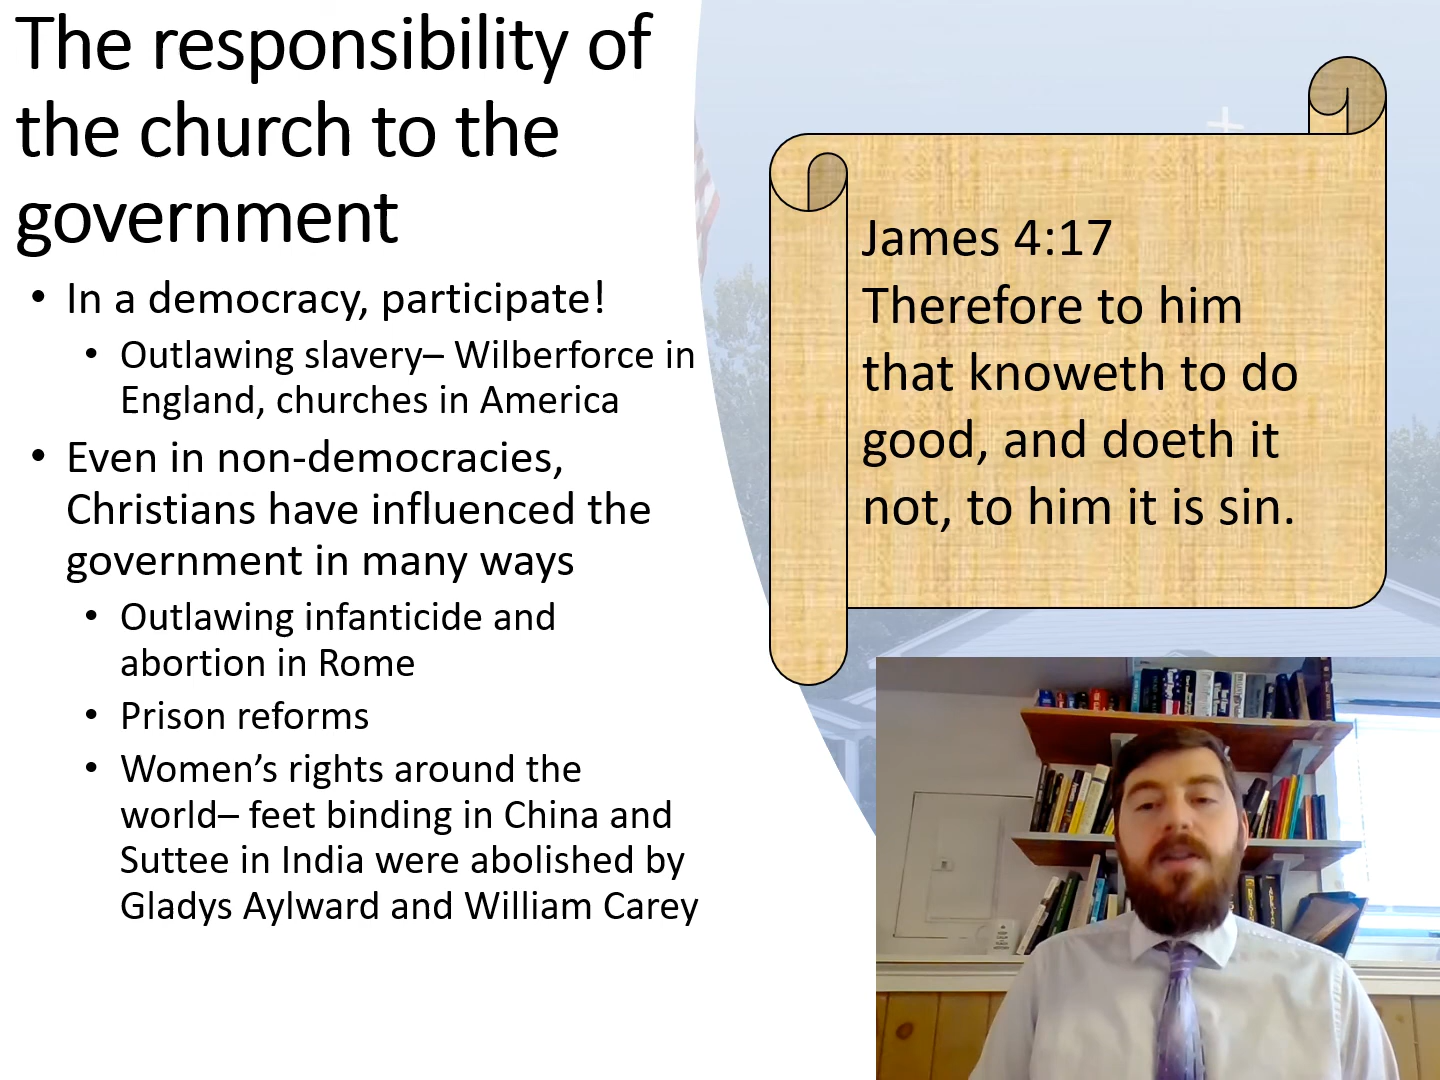 The responsibility of
the church to the
government
• In a democracy, participate!
• Outlawing slavery– Wilberforce in
England, churches in America
• Even in non-democracies,
Christians have influenced the
government in many ways
• Outlawing infanticide and
abortion in Rome
• Prison reforms
• Women’s rights around the
world– feet binding in China and
Suttee in India were abolished by
Gladys Aylward and William Carey
James 4:17
Therefore to him
that knoweth to do
good, and doeth it
not, to him it is sin.